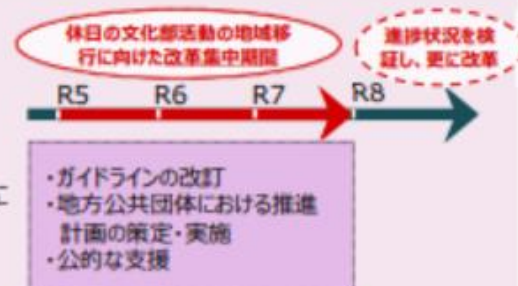 休日の文化部活動の地域移
行に向けた改革集中期間
進捗状況を検
証し、更に改革
R5 R6 R7 R8
に
・ガイドラインの改訂
・地方公共団体における推進
計画の策定・実施
・公的な支援